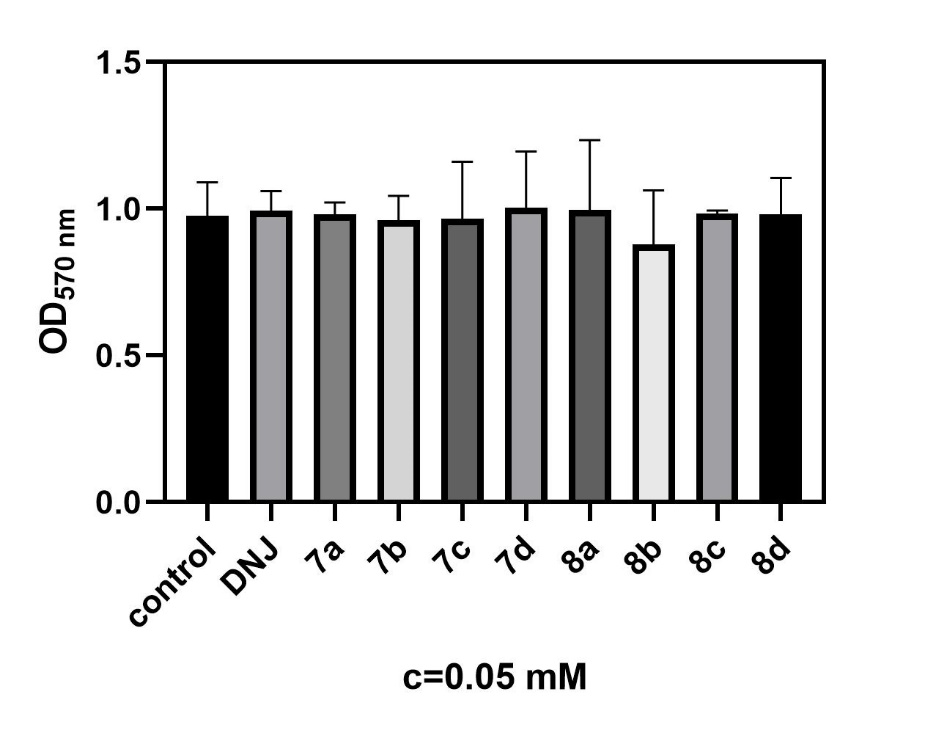 1.5
1.0
0.5
0.0
OD570 nm
control
DNJ
7a
7b
7c
7d
8a
8b
8c
8d
c=0.05 mM